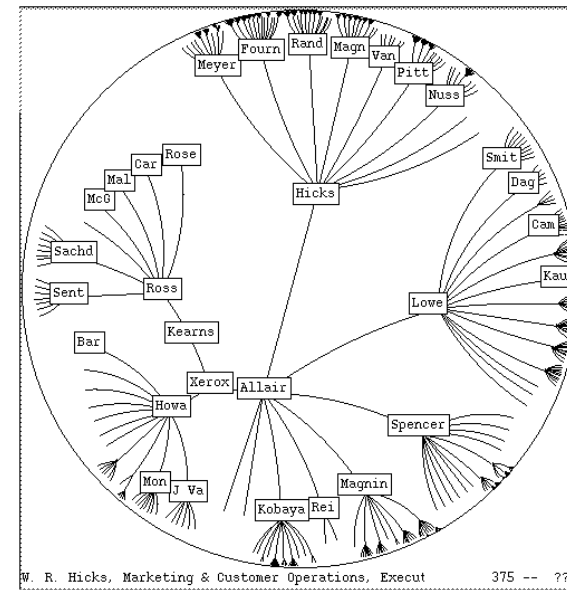 Fourn
Rand
Magn
Van
Meyer
Pitt
Nuss
Rose
Car
Smit
Mal
Dag
McG
Hicks
Cam
Sachd
Kau
Sent
Ross
Lowe
Kearns
Bar
Xerox
Allair
Howa
Spencer
Mon
J Va
Magnin
Kobaya
Rei
W. R. Hicks, Marketing & Customer Operations, Execut 375 -- ??